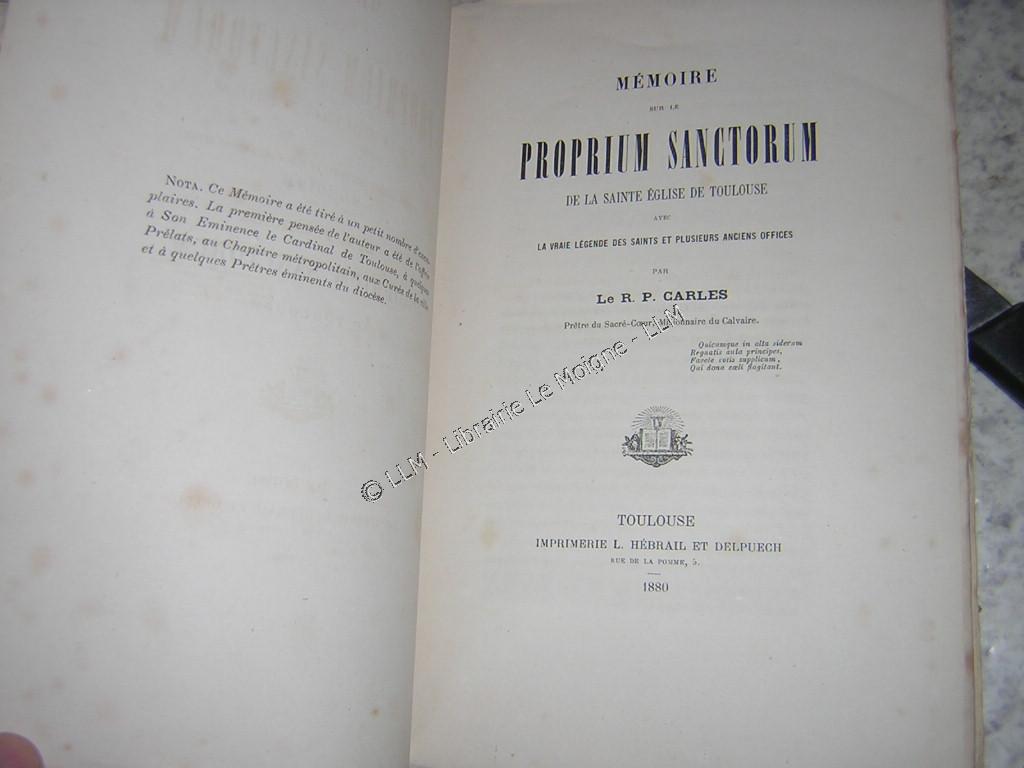 NOTA. Ce Mémoire a été tiré à un petit nombre d'exem-
plaires. La première pensée de l'auteur a été de l'offrir
à Son Eminence le Cardinal de Toulouse, à quelques
Prélats, au Chapitre métropolitain, aux Curés de la ville
et à quelques Prêtres éminents du diocèse.
MÉMOIRE
SUR LE
PROPRIUM SANCTORUM
DE LA SAINTE ÉGLISE DE TOULOUSE
AVEC
LA VRAIE LÉGENDE DES SAINTS ET PLUSIEURS ANCIENS OFFICES
PAR
Le R. P. CARLES
Prêtre du Sacré-Cœur, Missionnaire du Calvaire.
Quicumque in alta siderum
Regnatis aula principes,
Favete votis supplicum,
Qui dona cœli flagitant.
TOULOUSE
IMPRIMERIE L. HÉBRAIL ET DELPUECH
RUE DE LA POMME, 5.
1880
© LLM - Librairie Le Moigne - LLM